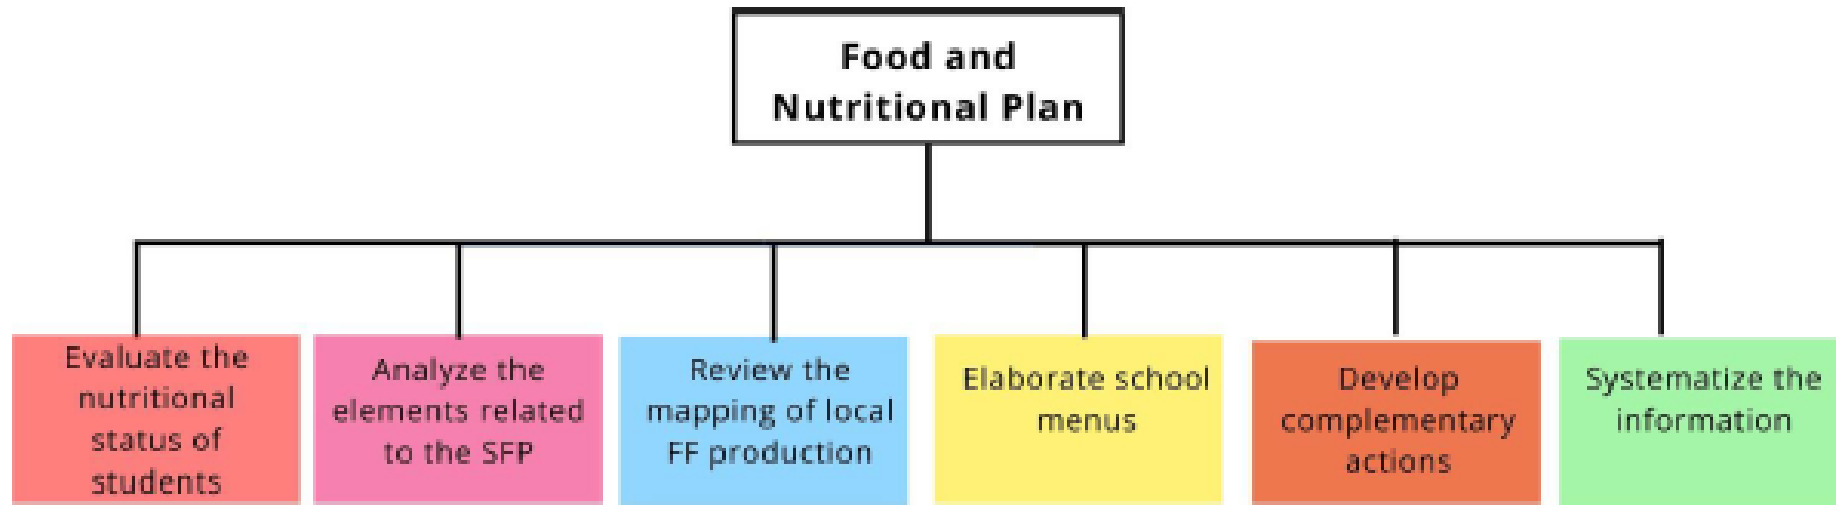 Food and
Nutritional Plan
Evaluate the
nutritional
status of
students
Analyze the
elements related
to the SFP
Review the
mapping of local
FF production
Elaborate school
menus
Develop
complementary
actions
Systematize the
information